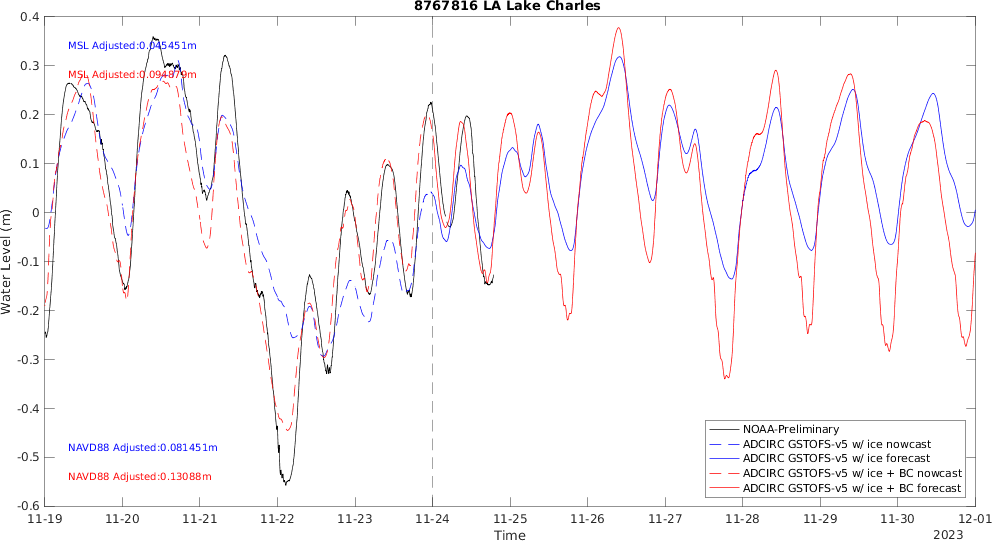 8767816 LA Lake Charles
0.4
0.3
0.2
0.1
0
-0.1
-0.2
-0.3
-0.4
-0.5
-0.6
Water Level (m)
MSL Adjusted:0.045451m
MSL Adjusted:0.094879m
NAVD88 Adjusted:0.081451m
NAVD88 Adjusted:0.13088m
NOAA-Preliminary
ADCIRC GSTOFS-v5 w/ ice nowcast
ADCIRC GSTOFS-v5 w/ ice forecast
ADCIRC GSTOFS-v5 w/ ice + BC nowcast
ADCIRC GSTOFS-v5 w/ ice + BC forecast
11-19 11-20 11-21 11-22 11-23 11-24 11-25 11-26 11-27 11-28 11-29 11-30 12-01
Time
2023